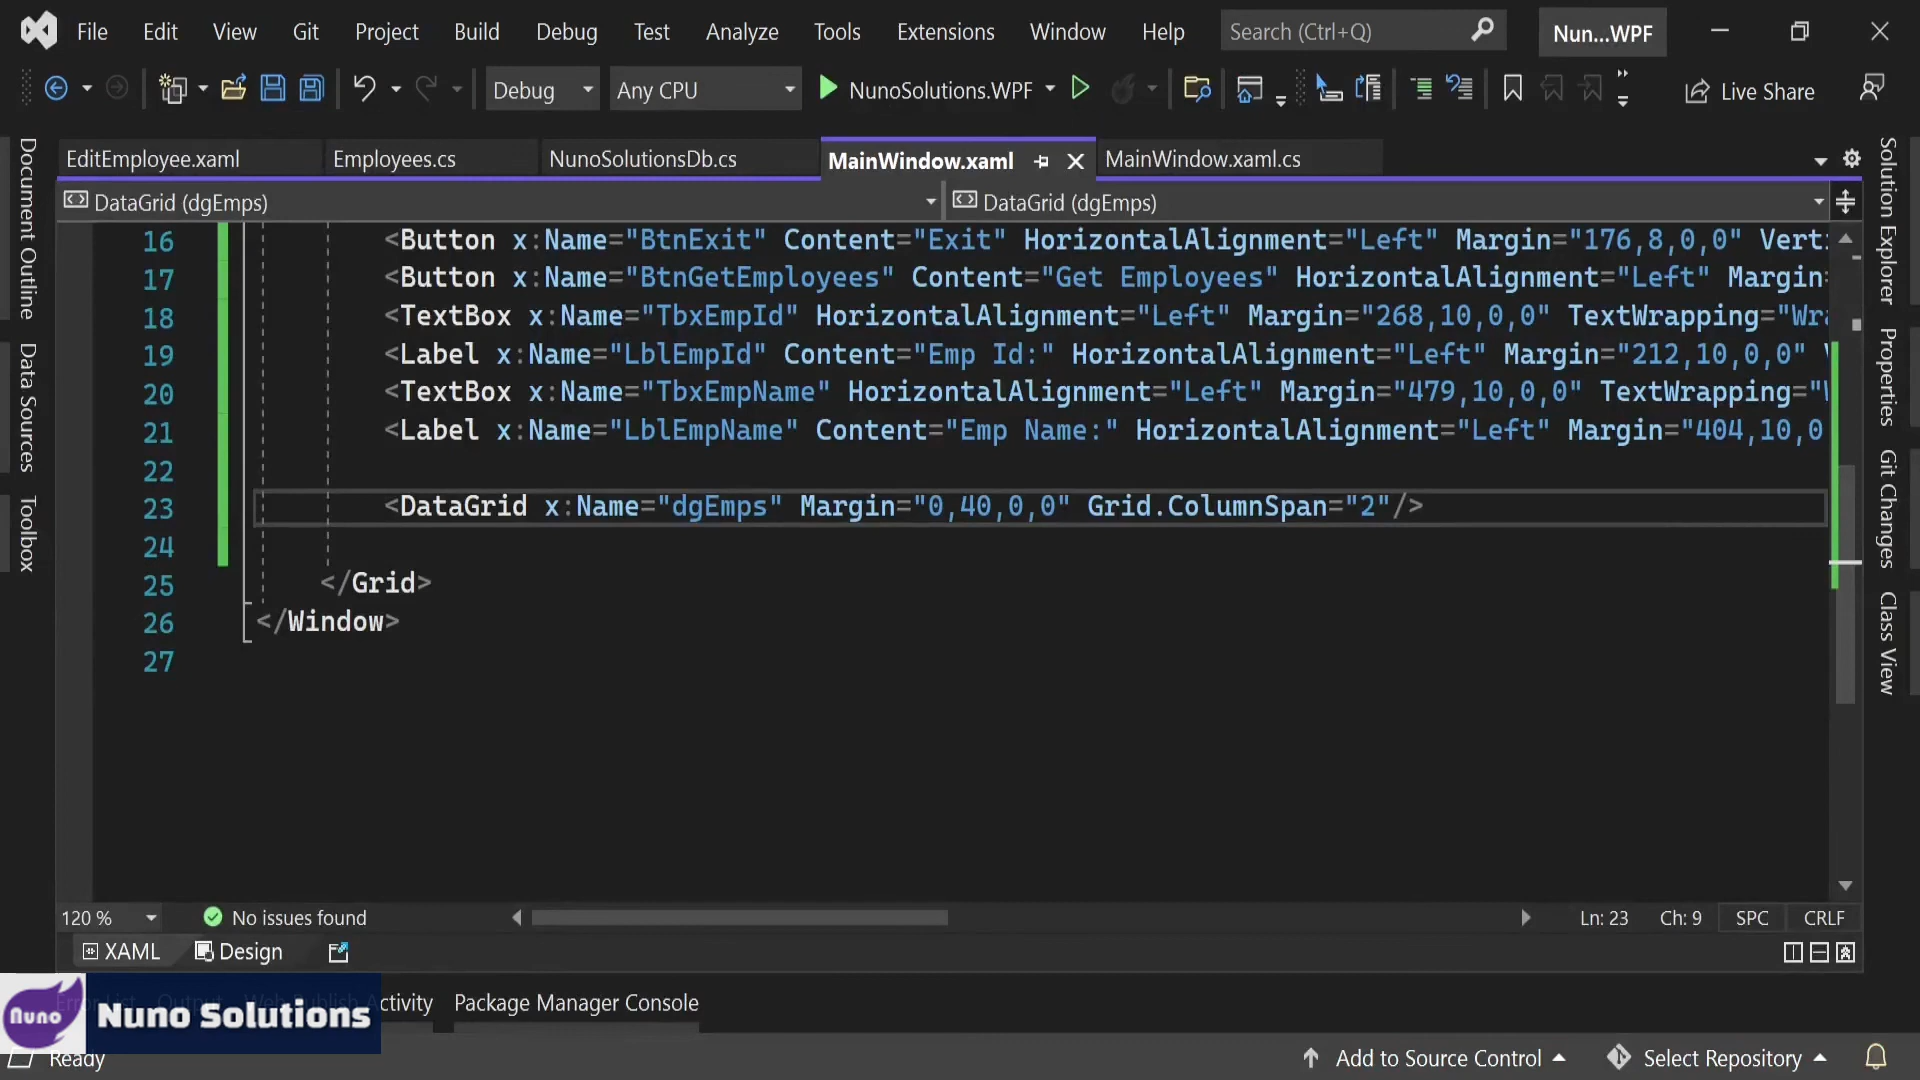 File Edit View Git Project Build Debug Test Analyze Tools Extensions Window Help Search (Ctrl+Q) Nun...WPF
Debug Any CPU NunoSolutions.WPF Live Share
EditEmployee.xaml Employees.cs NunoSolutionsDb.cs MainWindow.xaml MainWindow.xaml.cs
DataGrid (dgEmps) DataGrid (dgEmps)
Document Outline
Data Sources
Toolbox
16 <Button x:Name="BtnExit" Content="Exit" HorizontalAlignment="Left" Margin="176,8,0,0" Verti
17 <Button x:Name="BtnGetEmployees" Content="Get Employees" HorizontalAlignment="Left" Margin=
18 <TextBox x:Name="TbxEmpId" HorizontalAlignment="Left" Margin="268,10,0,0" TextWrapping="Wra
19 <Label x:Name="LblEmpId" Content="Emp Id:" HorizontalAlignment="Left" Margin="212,10,0,0" V
20 <TextBox x:Name="TbxEmpName" HorizontalAlignment="Left" Margin="479,10,0,0" TextWrapping="W
21 <Label x:Name="LblEmpName" Content="Emp Name:" HorizontalAlignment="Left" Margin="404,10,0
22
23 <DataGrid x:Name="dgEmps" Margin="0,40,0,0" Grid.ColumnSpan="2"/>
24
25 </Grid>
26 </Window>
27
Solution Explorer
Properties
Git Changes
Class View
120 % No issues found Ln: 23 Ch: 9 SPC CRLF
XAML Design
Error List Output Web Publish Activity Package Manager Console
Nuno Nuno Solutions
Ready Add to Source Control Select Repository